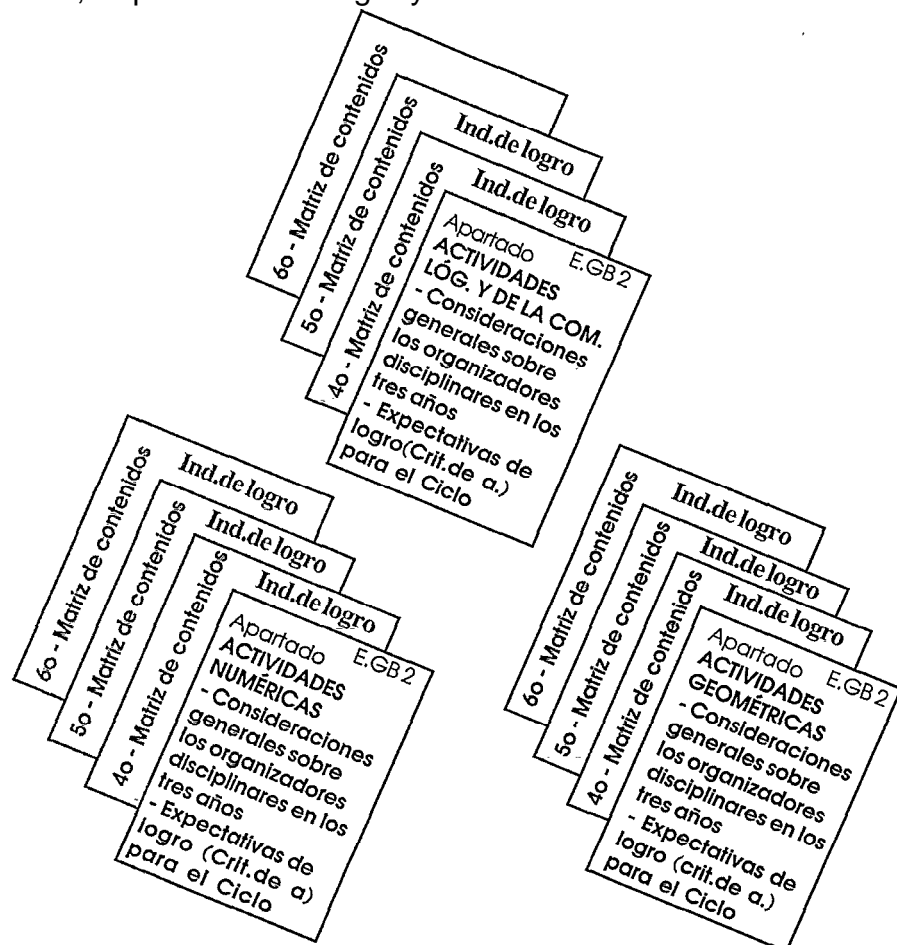 6o - Matriz de contenidos
5o - Matriz de contenidos
Ind.de logro
4o - Matriz de contenidos
Ind.de logro
Apartado E.GB2
ACTIVIDADES
LÓG. Y DE LA COM.
- Consideraciones
generales sobre
los organizadores
disciplinares en los
tres años
- Expectativas de
logro(Crit.de a.)
para el Ciclo
6o - Matriz de contenidos
Ind.de logro
5o - Matriz de contenidos
Ind.de logro
4o - Matriz de contenidos
Ind.de logro
Apartado E.GB2
ACTIVIDADES
NUMÉRICAS
- Consideraciones
generales sobre
los organizadores
disciplinares en los
tres años
- Expectativas de
logro (Crit.de a)
para el Ciclo
6o - Matriz de contenidos
Ind.de logro
5o - Matriz de contenidos
Ind.de logro
4o - Matriz de contenidos
Ind.de logro
Apartado E.GB2
ACTIVIDADES
GEOMÉTRICAS
- Consideraciones
generales sobre
los organizadores
disciplinares en los
tres años
- Expectativas de
logro (crit.de a.)
para el Ciclo